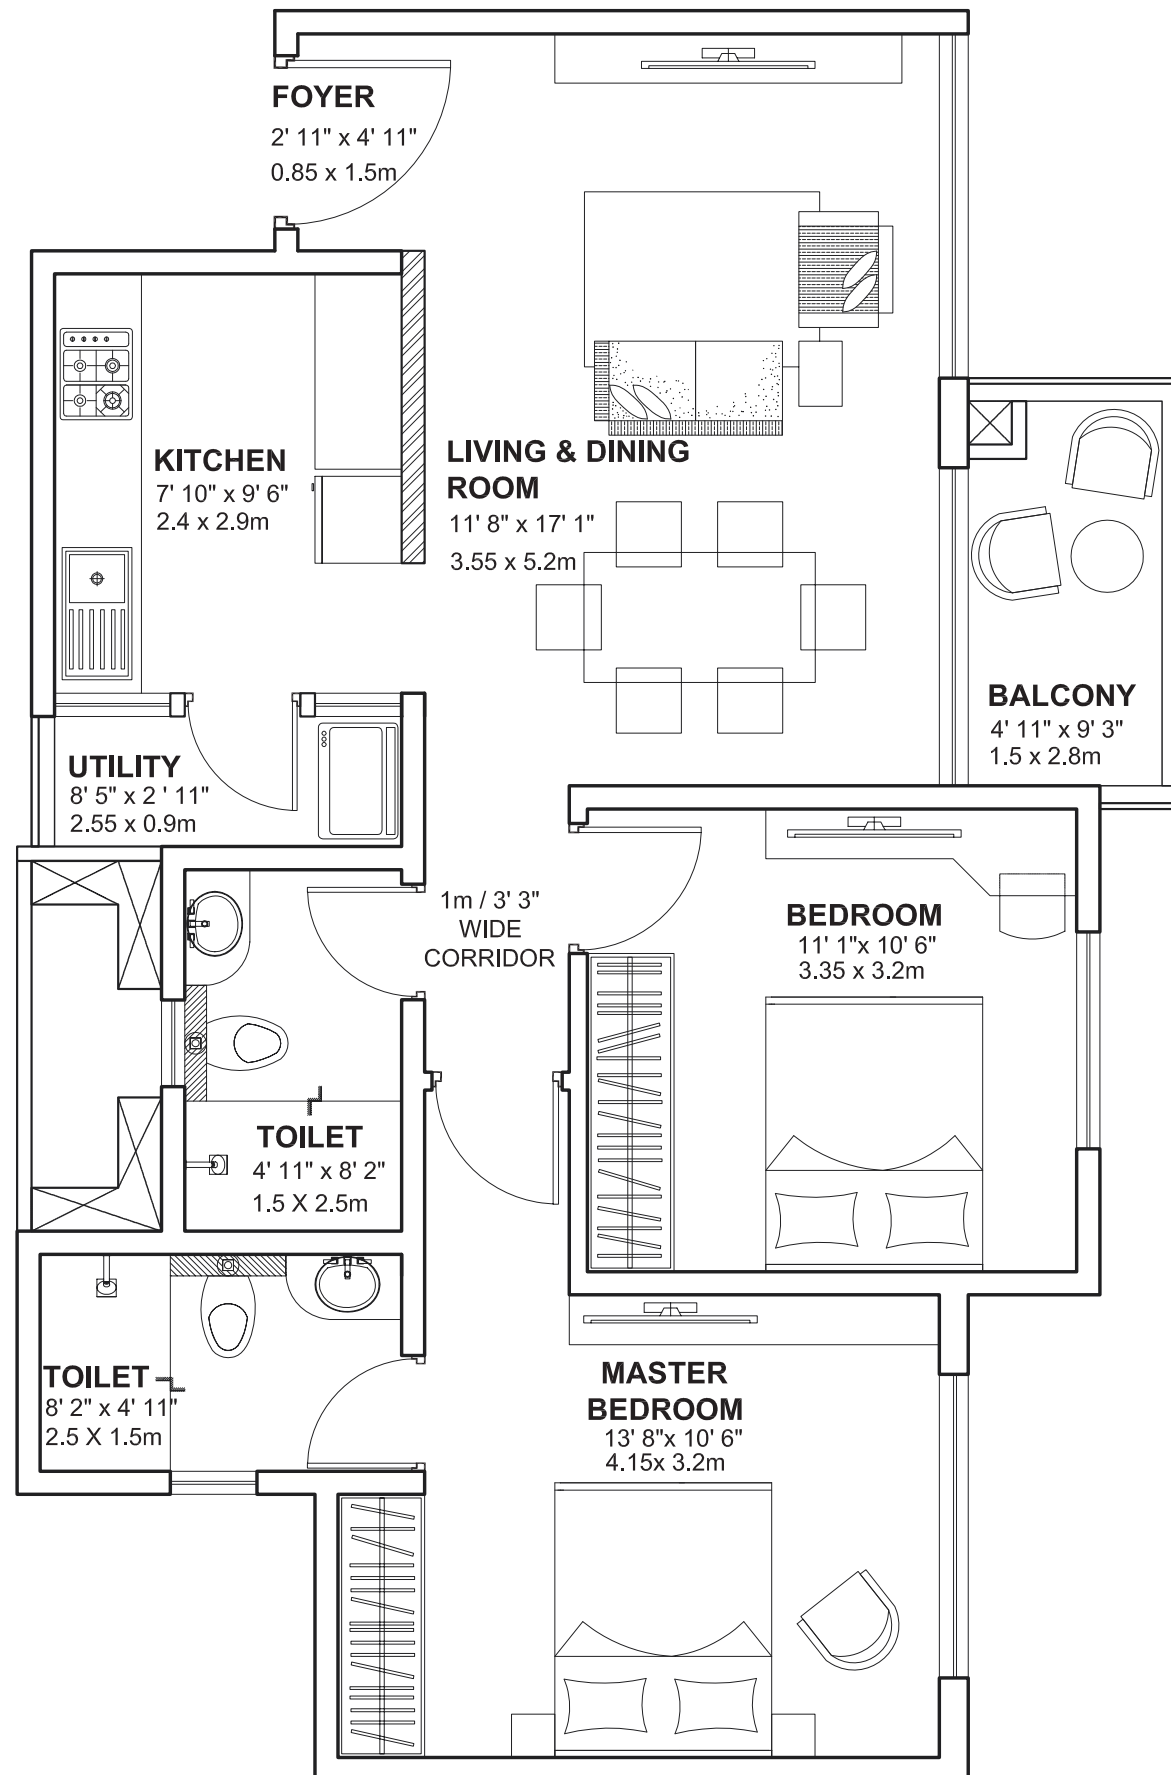 FOYER
2' 11" x 4' 11"
0.85 x 1.5m
KITCHEN
7' 10" x 9' 6"
2.4 x 2.9m
LIVING & DINING
ROOM
11' 8" x 17' 1"
3.55 x 5.2m
BALCONY
4' 11" x 9' 3"
1.5 x 2.8m
UTILITY
8' 5" x 2 ' 11"
2.55 x 0.9m
1m / 3' 3"
WIDE
CORRIDOR
BEDROOM
11' 1"x 10' 6"
3.35 x 3.2m
TOILET
4' 11" x 8' 2"
1.5 X 2.5m
TOILET
8' 2" x 4' 11"
2.5 X 1.5m
MASTER
BEDROOM
13' 8"x 10' 6"
4.15x 3.2m